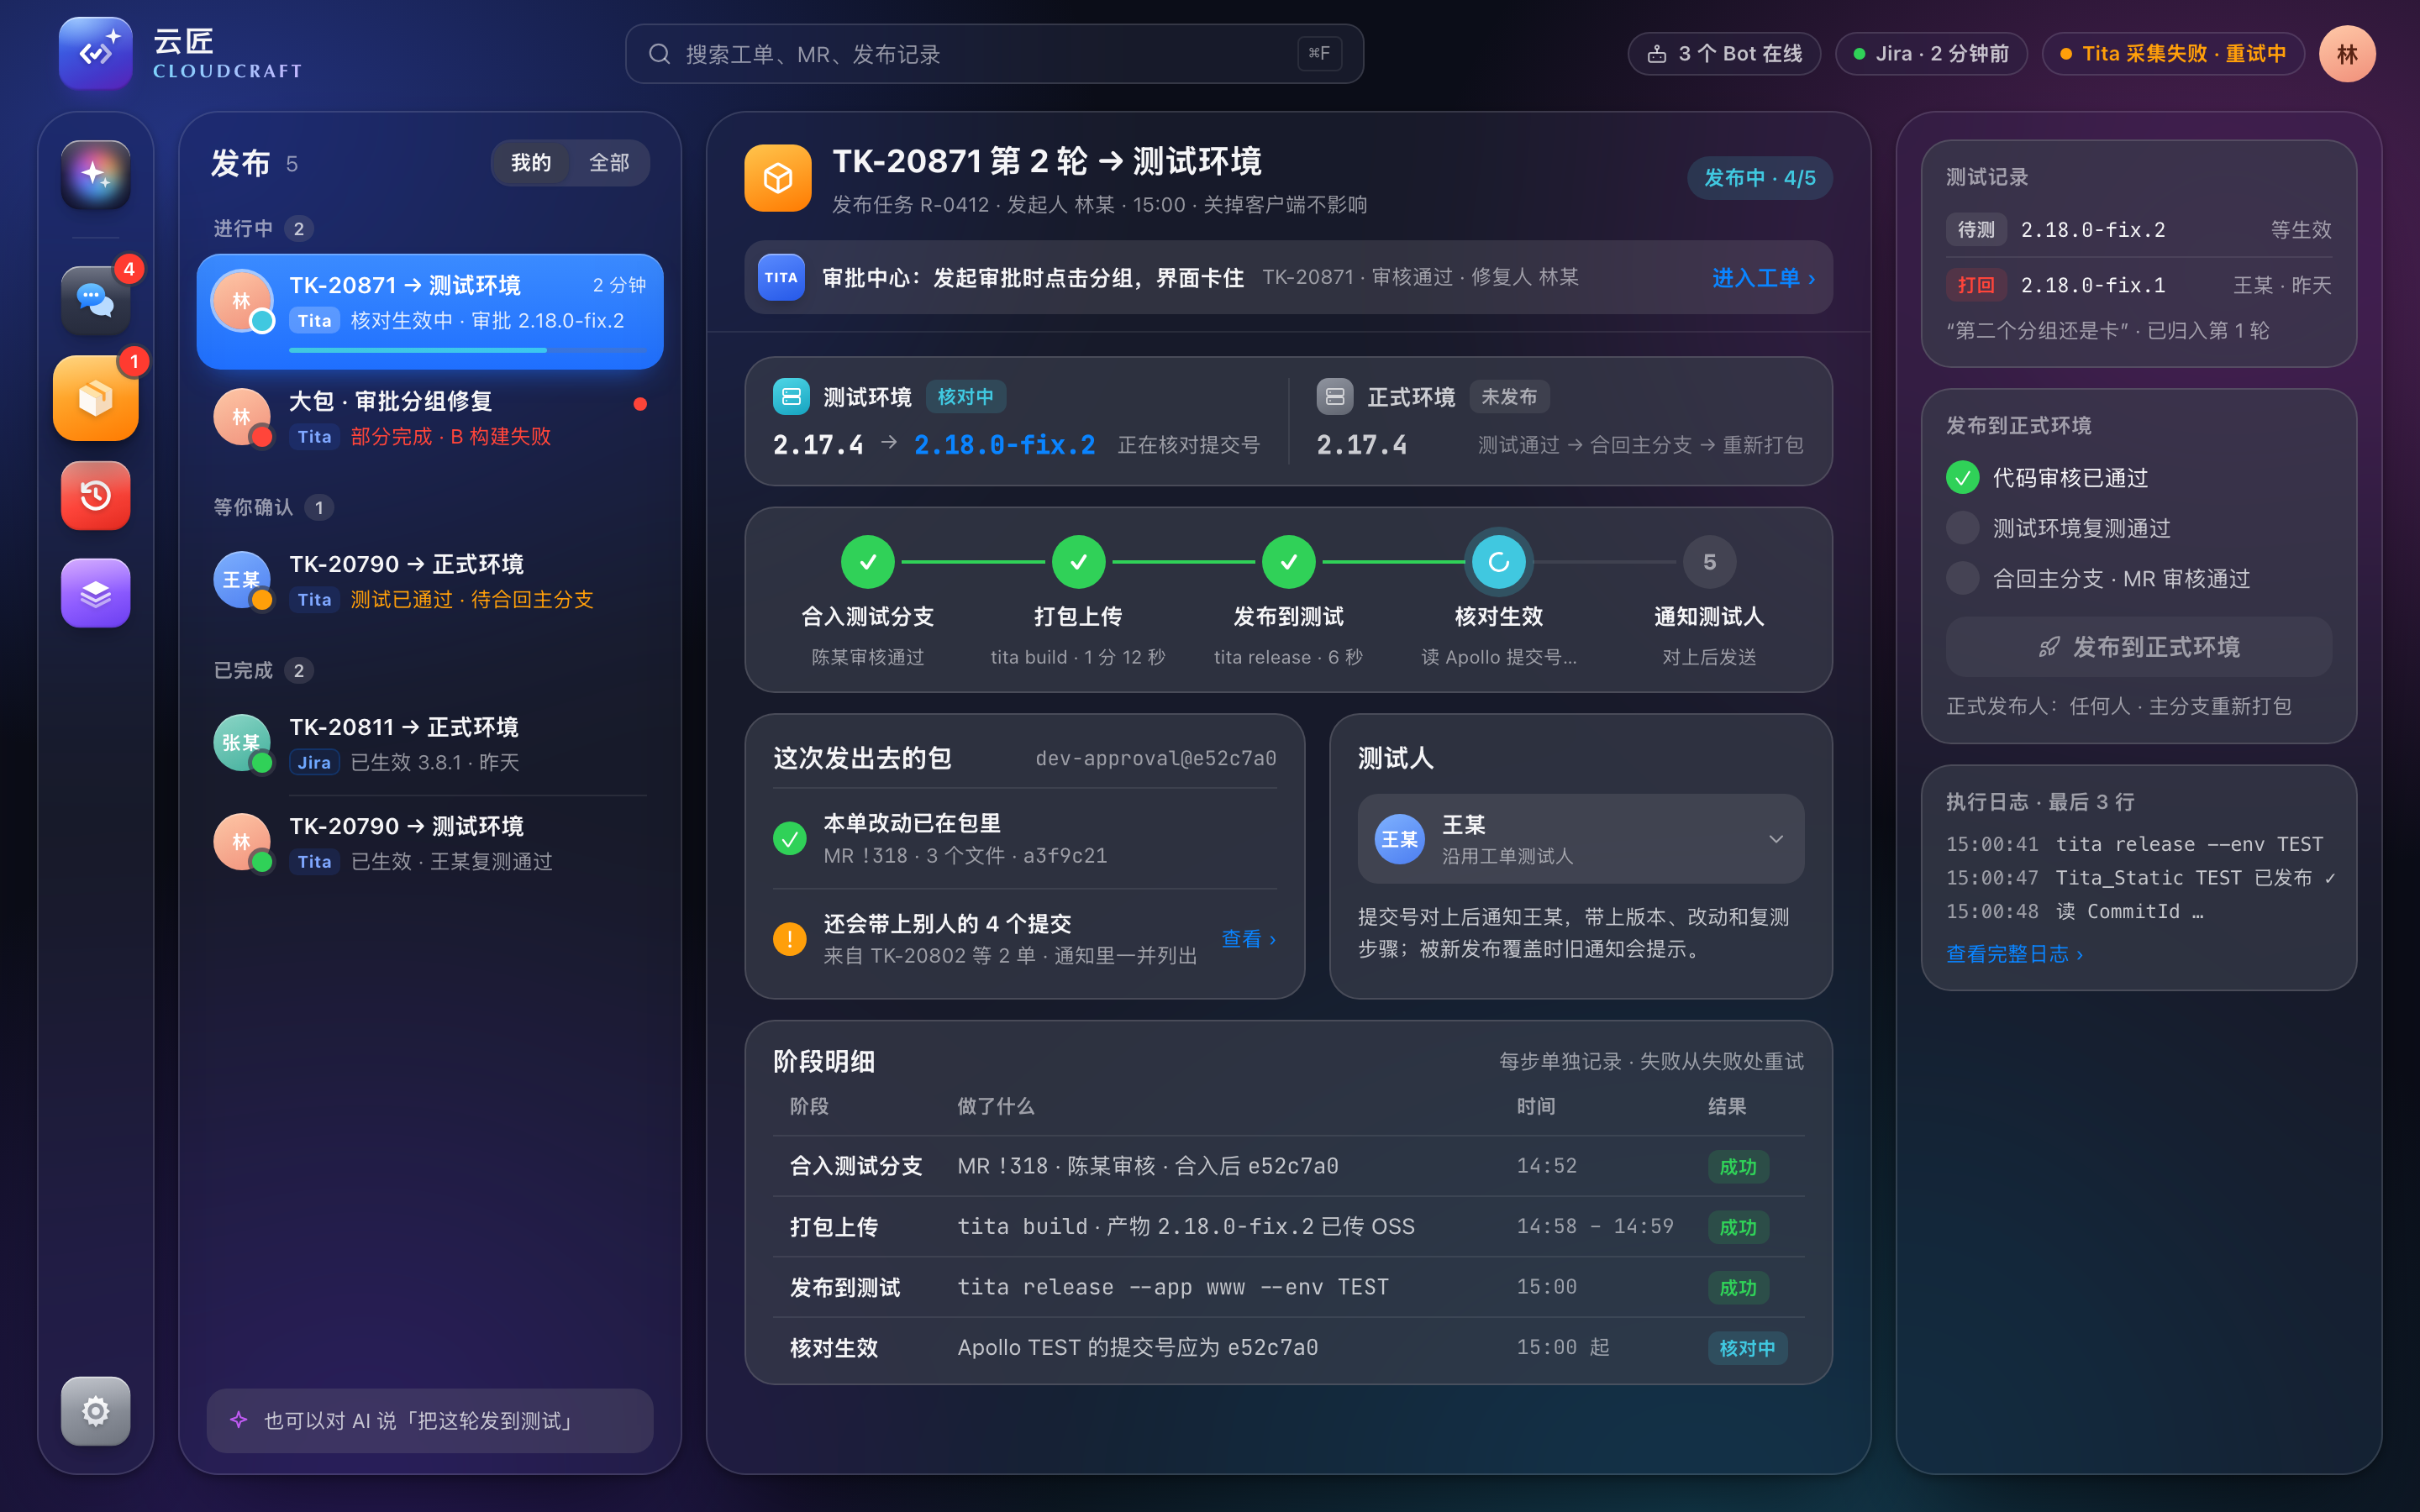 云匠
CLOUDCRAFT
搜索工单、MR、发布记录
⌘F
3 个 Bot 在线
Jira · 2 分钟前
Tita 采集失败 · 重试中
林
4
1
发布 5
我的
全部
进行中 2
林
TK-20871 → 测试环境
2 分钟
Tita 核对生效中 · 审批 2.18.0-fix.2
林
大包 · 审批分组修复
Tita 部分完成 · B 构建失败
等你确认 1
王某
TK-20790 → 正式环境
Tita 测试已通过 · 待合回主分支
已完成 2
张某
TK-20811 → 正式环境
Jira 已生效 3.8.1 · 昨天
林
TK-20790 → 测试环境
Tita 已生效 · 王某复测通过
也可以对 AI 说「把这轮发到测试」
TK-20871 第 2 轮 → 测试环境
发布任务 R-0412 · 发起人 林某 · 15:00 · 关掉客户端不影响
发布中 · 4/5
TITA 审批中心：发起审批时点击分组，界面卡住 TK-20871 · 审核通过 · 修复人 林某 进入工单 ›
测试环境 核对中
2.17.4 → 2.18.0-fix.2 正在核对提交号
正式环境 未发布
2.17.4 测试通过 → 合回主分支 → 重新打包
5
合入测试分支 打包上传 发布到测试 核对生效 通知测试人
陈某审核通过 tita build · 1 分 12 秒 tita release · 6 秒 读 Apollo 提交号… 对上后发送
这次发出去的包 dev-approval@e52c7a0
本单改动已在包里
MR !318 · 3 个文件 · a3f9c21
还会带上别人的 4 个提交
来自 TK-20802 等 2 单 · 通知里一并列出
查看 ›
测试人
王某
王某
沿用工单测试人
提交号对上后通知王某，带上版本、改动和复测
步骤；被新发布覆盖时旧通知会提示。
阶段明细 每步单独记录 · 失败从失败处重试
阶段 做了什么 时间 结果
合入测试分支 MR !318 · 陈某审核 · 合入后 e52c7a0 14:52 成功
打包上传 tita build · 产物 2.18.0-fix.2 已传 OSS 14:58 – 14:59 成功
发布到测试 tita release --app www --env TEST 15:00 成功
核对生效 Apollo TEST 的提交号应为 e52c7a0 15:00 起 核对中
测试记录
待测 2.18.0-fix.2 等生效
打回 2.18.0-fix.1 王某 · 昨天
“第二个分组还是卡” · 已归入第 1 轮
发布到正式环境
代码审核已通过
测试环境复测通过
合回主分支 · MR 审核通过
发布到正式环境
正式发布人：任何人 · 主分支重新打包
执行日志 · 最后 3 行
15:00:41 tita release --env TEST
15:00:47 Tita_Static TEST 已发布 ✓
15:00:48 读 CommitId …
查看完整日志 ›